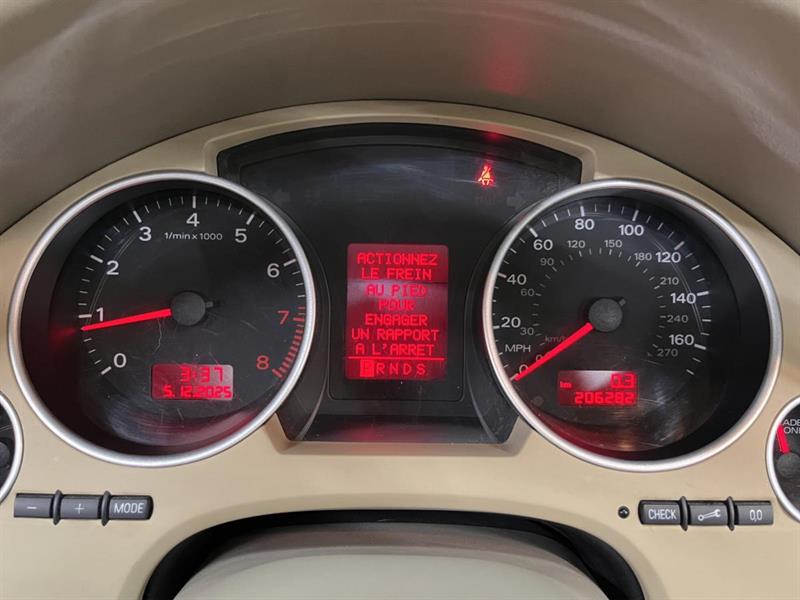 1/min x 1000
0
1
2
3
4
5
6
7
8
3:37
5.12.2025
ACTIONNEZ
LE FREIN
AU PIED
POUR
ENGAGER
UN RAPPORT
A L'ARRET
PRNDS
0
20
40
60
80
100
120
140
160
MPH
0
30
60
90
120
150
180
210
240
270
km/h
km 0.3
206282
− + MODE
CHECK 0,0